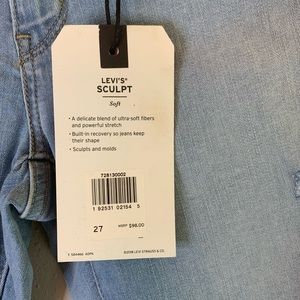 LEVI'S®
SCULPT
Soft
• A delicate blend of ultra-soft fibers
and powerful stretch
• Built-in recovery so jeans keep
their shape
• Sculpts and molds
728130002
1 92531 02154 5
27 MSRP $98.00
©2018 LEVI STRAUSS & CO.